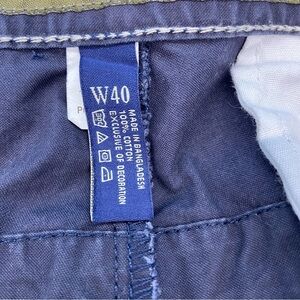 W40
MADE IN BANGLADESH
100% COTTON
EXCLUSIVE OF DECORATION